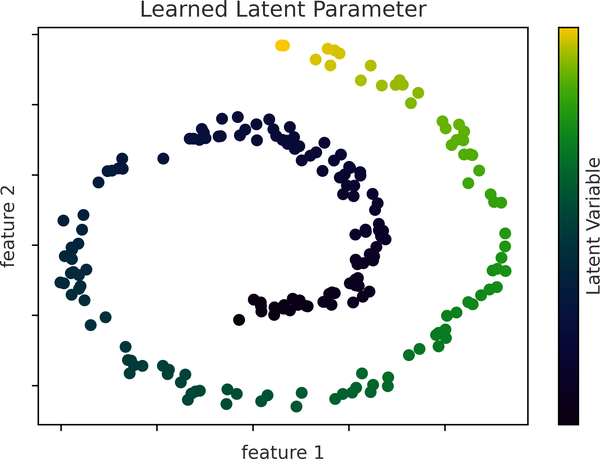 Learned Latent Parameter
feature 2
feature 1
Latent Variable